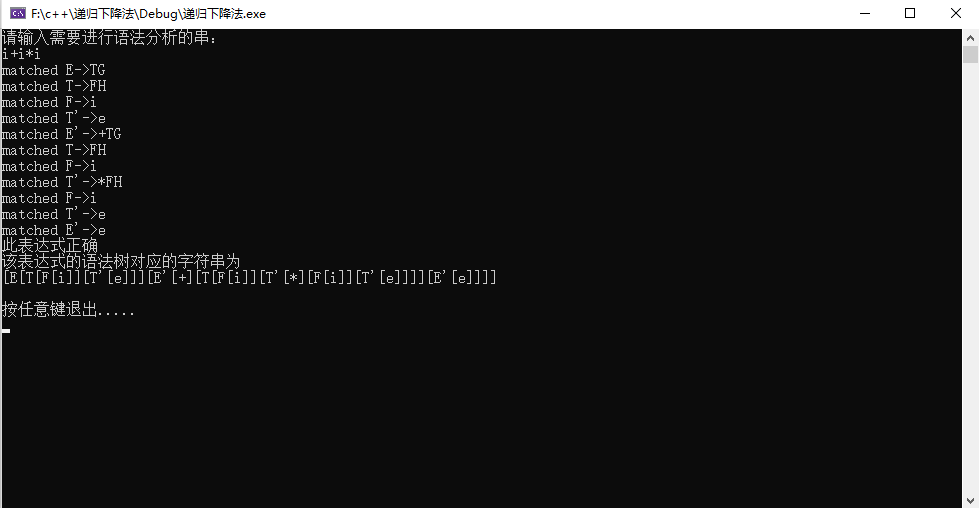 F:\c++\递归下降法\Debug\递归下降法.exe
请输入需要进行语法分析的串:
i+i*i
matched E->TG
matched T->FH
matched F->i
matched T'->e
matched E'->+TG
matched T->FH
matched F->i
matched T'->*FH
matched F->i
matched T'->e
matched E'->e
此表达式正确
该表达式的语法树对应的字符串为
[E[T[F[i]][T'[e]]][E'[+][T[F[i]][T'[*][F[i]][T'[e]]]][E'[e]]]]
按任意键退出.....